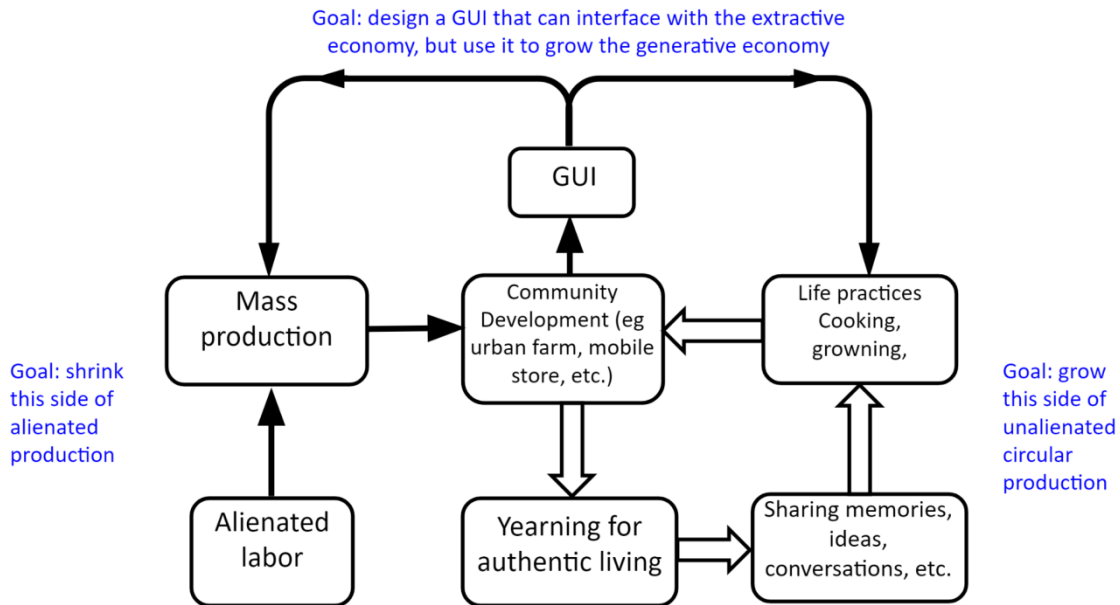 Goal: design a GUI that can interface with the extractive
economy, but use it to grow the generative economy
GUI
Mass
production
Community
Development (eg
urban farm, mobile
store, etc.)
Life practices
Cooking,
growning,
Goal: shrink
this side of
alienated
production
Goal: grow
this side of
unalienated
circular
production
Alienated
labor
Yearning for
authentic living
Sharing memories,
ideas,
conversations, etc.